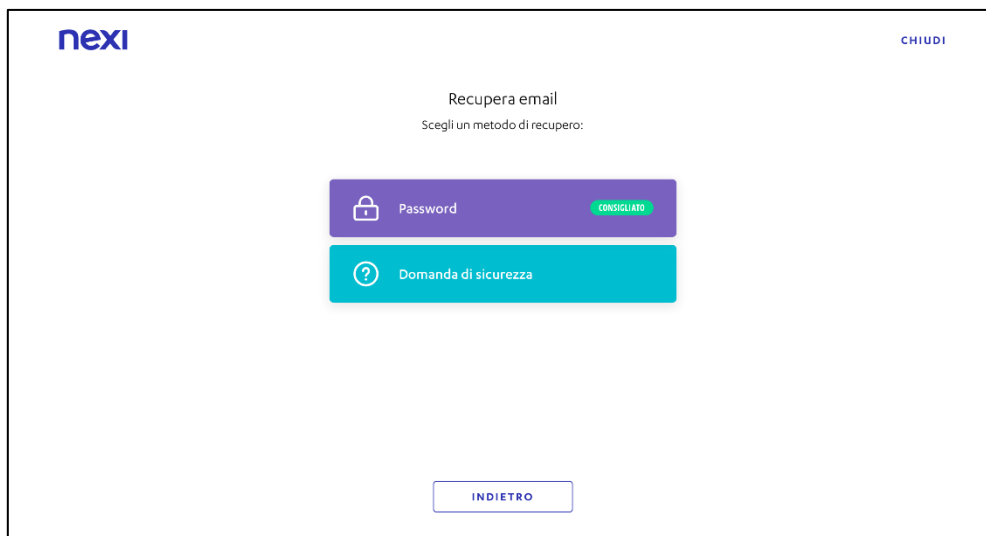 nexi
CHIUDI
Recupera email
Scegli un metodo di recupero:
Password
CONSIGLIATO
Domanda di sicurezza
INDIETRO